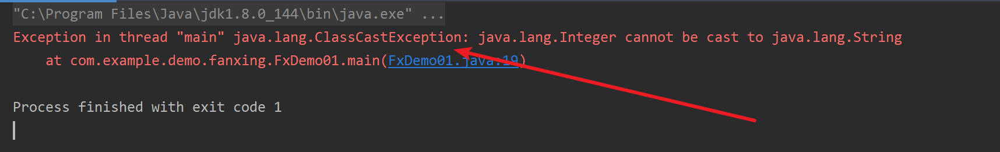 "C:\Program Files\Java\jdk1.8.0_144\bin\java.exe" ...
Exception in thread "main" java.lang.ClassCastException: java.lang.Integer cannot be cast to java.lang.String
    at com.example.demo.fanxing.FxDemo01.main(FxDemo01.java:19)
Process finished with exit code 1